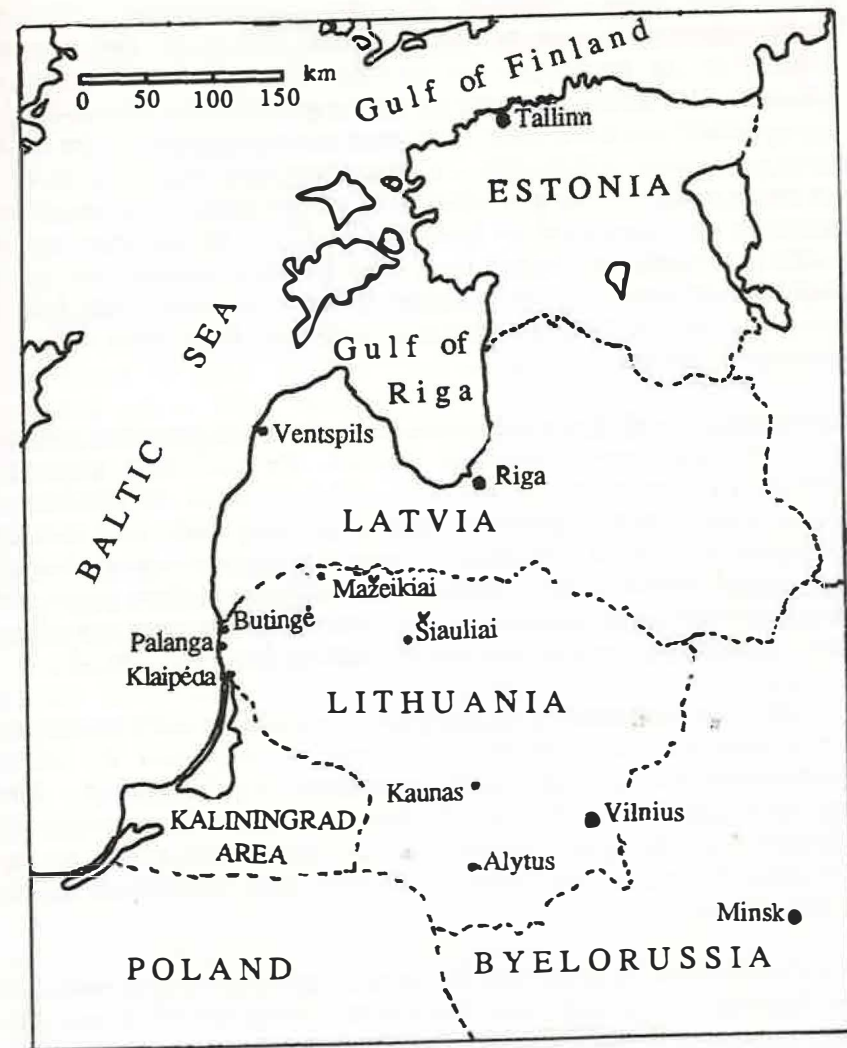 km
0 50 100 150
Gulf of Finland
Tallinn
ESTONIA
BALTIC SEA
Gulf of
Riga
Ventspils
Riga
LATVIA
Mažeikiai
Butingė
Šiauliai
Palanga
Klaipėda
LITHUANIA
Kaunas
KALININGRAD
AREA
Vilnius
Alytus
Minsk
POLAND
BYELORUSSIA